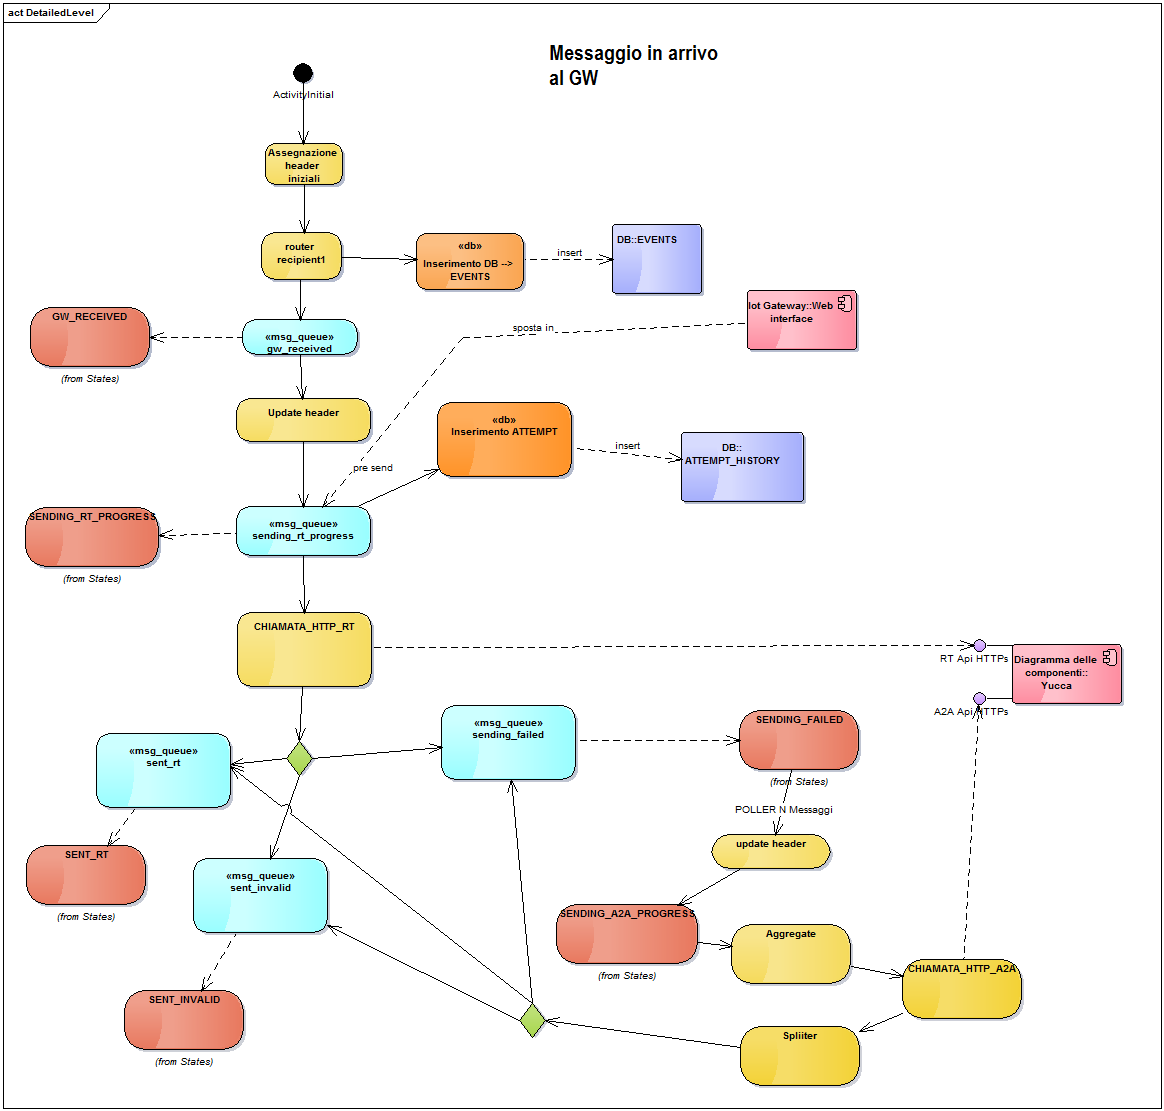 act DetailedLevel
Messaggio in arrivo
al GW
ActivityInitial
Assegnazione
header
iniziali
router
recipient1
«db»
Inserimento DB -->
EVENTS
insert
DB::EVENTS
Iot Gateway::Web
interface
sposta in
GW_RECEIVED
(from States)
«msg_queue»
gw_received
Update header
«db»
Inserimento ATTEMPT
insert
DB::
ATTEMPT_HISTORY
pre send
SENDING_RT_PROGRESS
(from States)
«msg_queue»
sending_rt_progress
CHIAMATA_HTTP_RT
RT Api HTTPs
Diagramma delle
componenti::
Yucca
A2A Api HTTPs
«msg_queue»
sent_rt
«msg_queue»
sending_failed
SENDING_FAILED
(from States)
POLLER N Messaggi
update header
SENT_RT
(from States)
«msg_queue»
sent_invalid
SENDING_A2A_PROGRESS
(from States)
Aggregate
CHIAMATA_HTTP_A2A
SENT_INVALID
(from States)
Spliiter